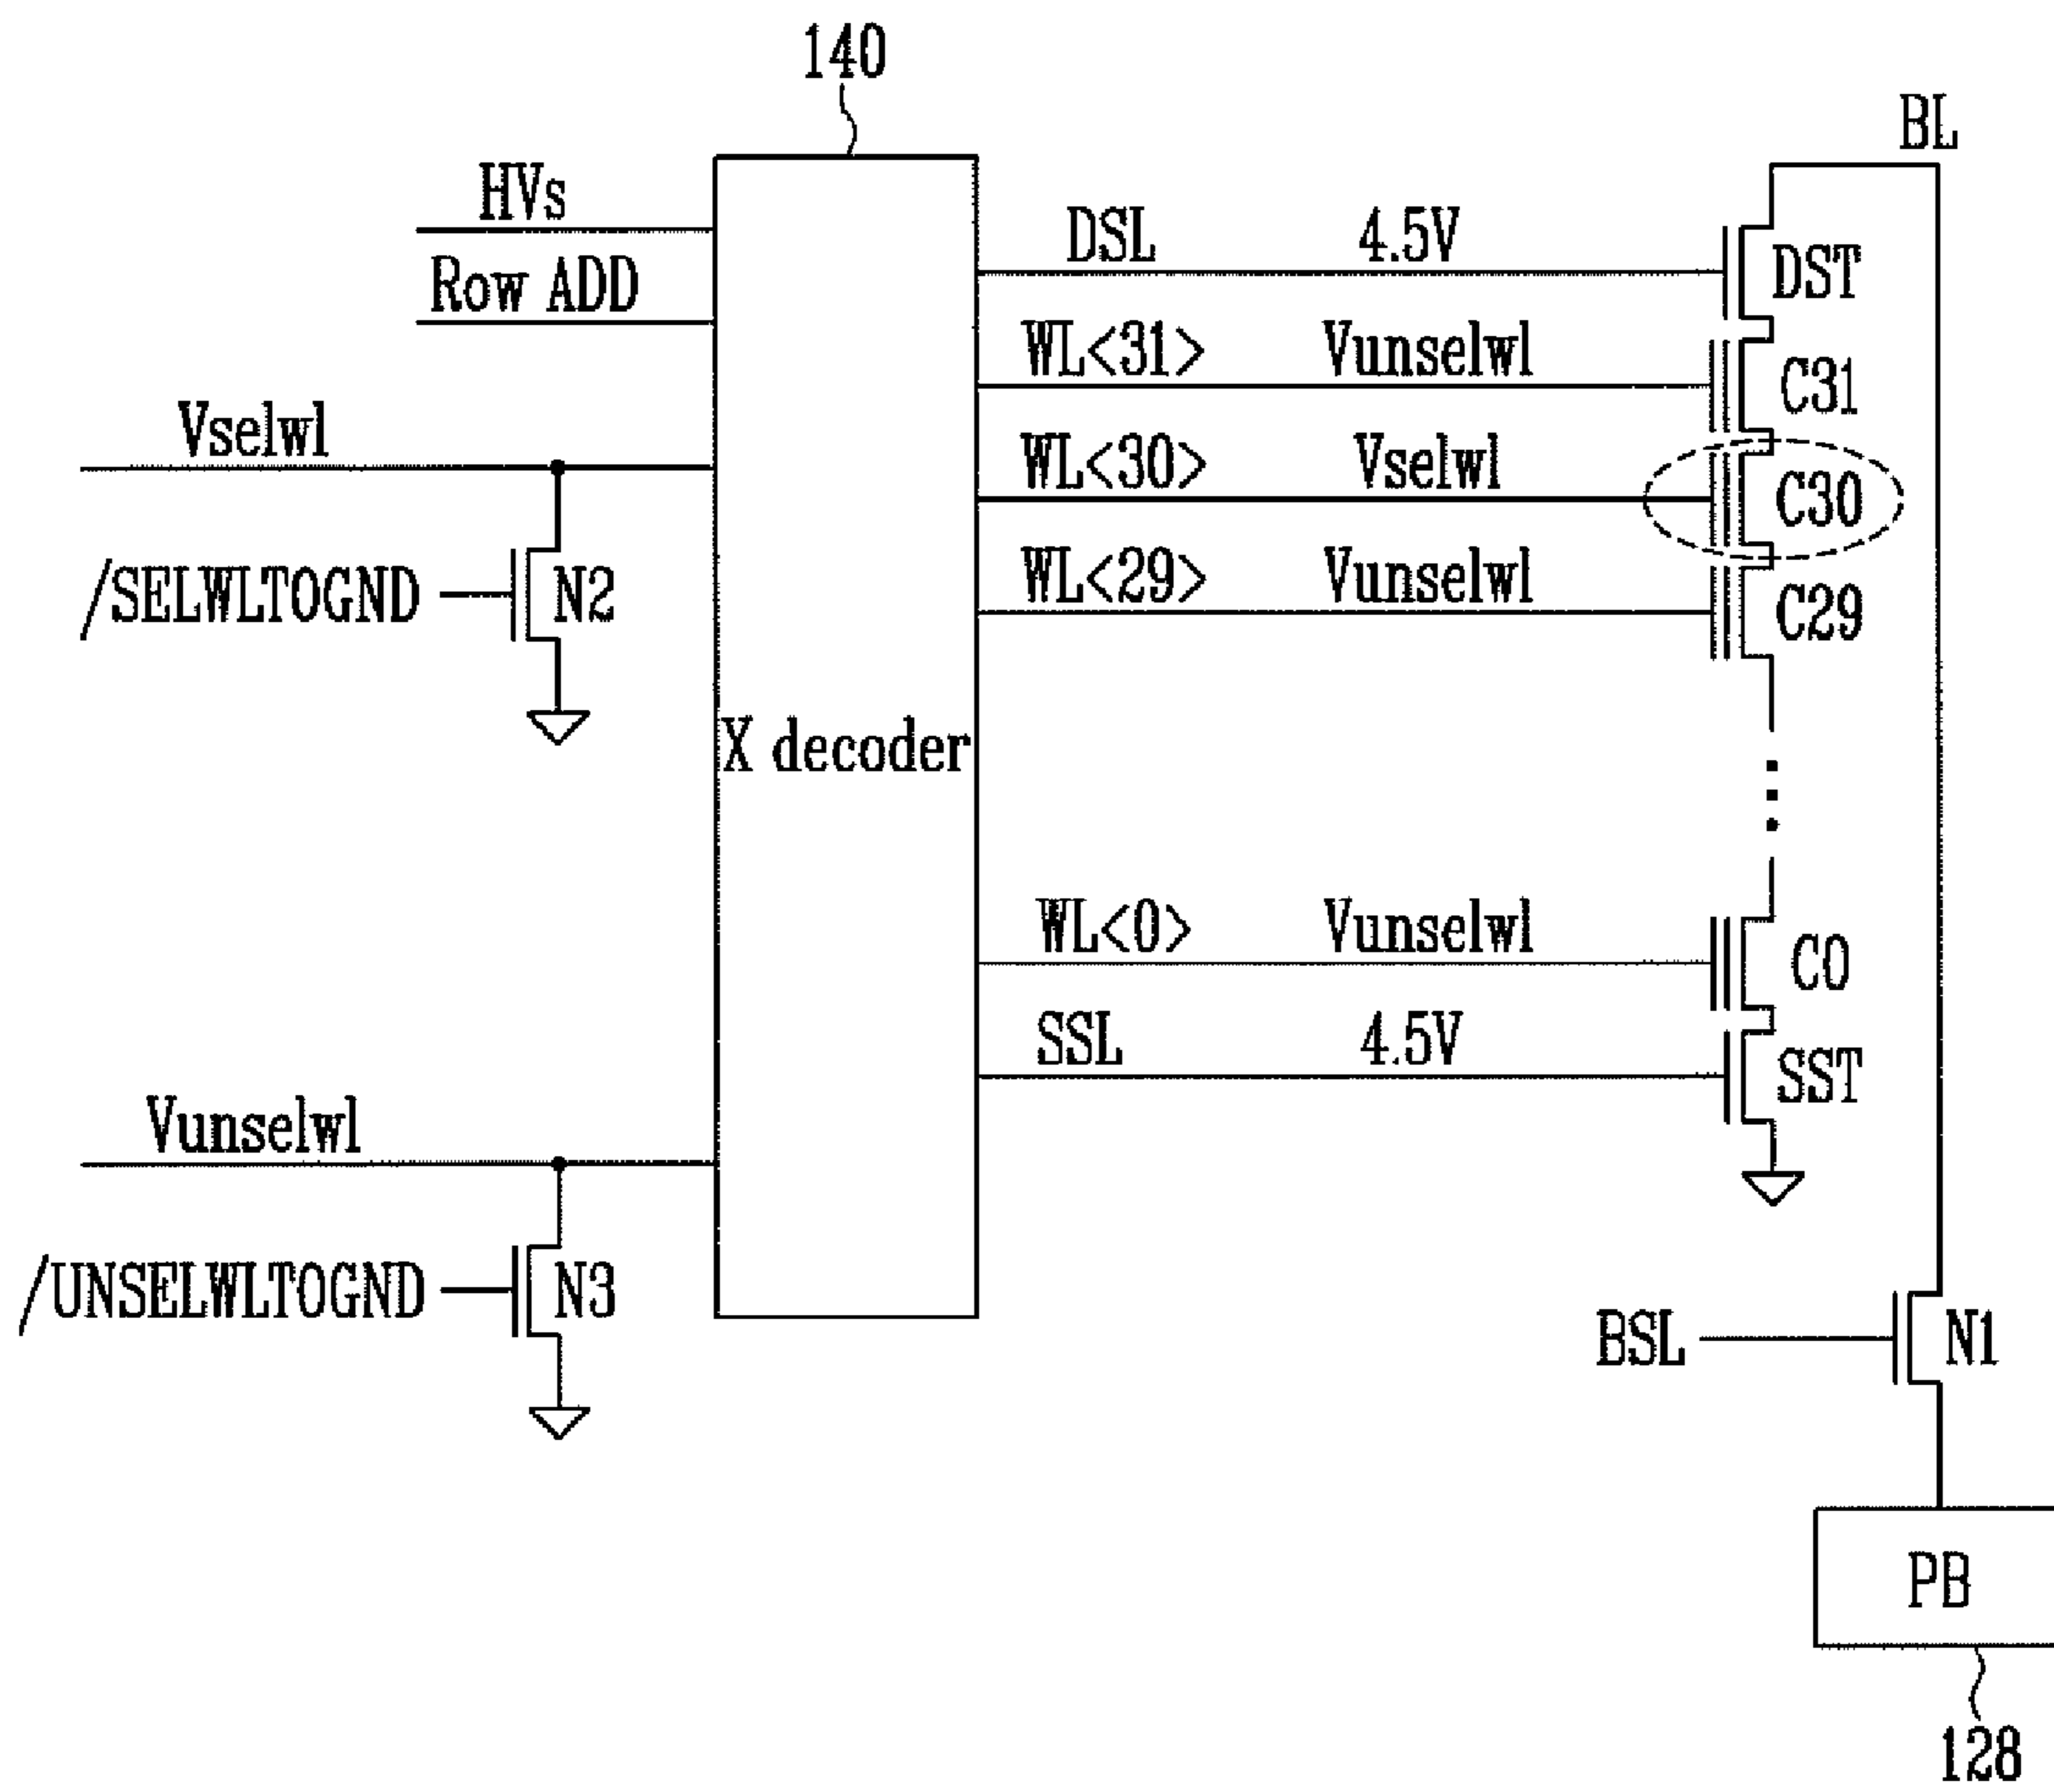 140
BL
HVs
DSL 4.5V
DST
Row ADD
WL<31> Vunselwl
C31
Vselwl
WL<30> Vselwl
C30
/SELWLTOGND
N2
WL<29> Vunselwl
C29
X decoder
WL<0> Vunselwl
C0
SSL 4.5V
SST
Vunselwl
/UNSELWLTOGND
N3
BSL
N1
PB
128